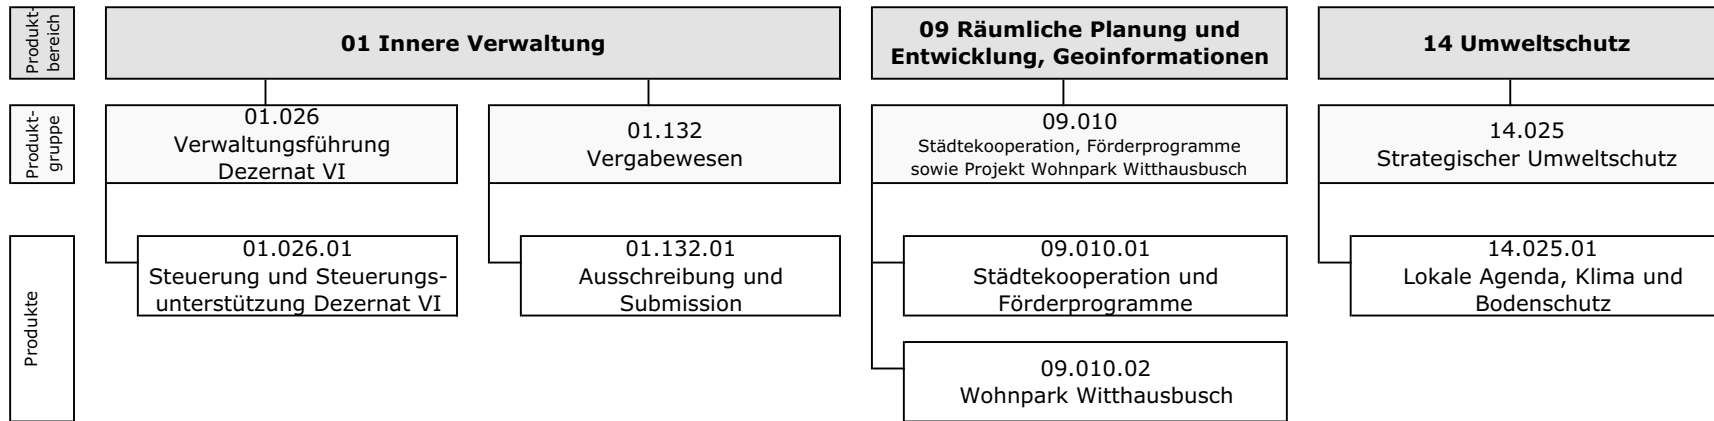 Produkt-
bereich
01 Innere Verwaltung
09 Räumliche Planung und
Entwicklung, Geoinformationen
14 Umweltschutz
Produkt-
gruppe
01.026
Verwaltungsführung
Dezernat VI
01.132
Vergabewesen
09.010
Städtekooperation, Förderprogramme
sowie Projekt Wohnpark Witthausbusch
14.025
Strategischer Umweltschutz
Produkte
01.026.01
Steuerung und Steuerungs-
unterstützung Dezernat VI
01.132.01
Ausschreibung und
Submission
09.010.01
Städtekooperation und
Förderprogramme
14.025.01
Lokale Agenda, Klima und
Bodenschutz
09.010.02
Wohnpark Witthausbusch